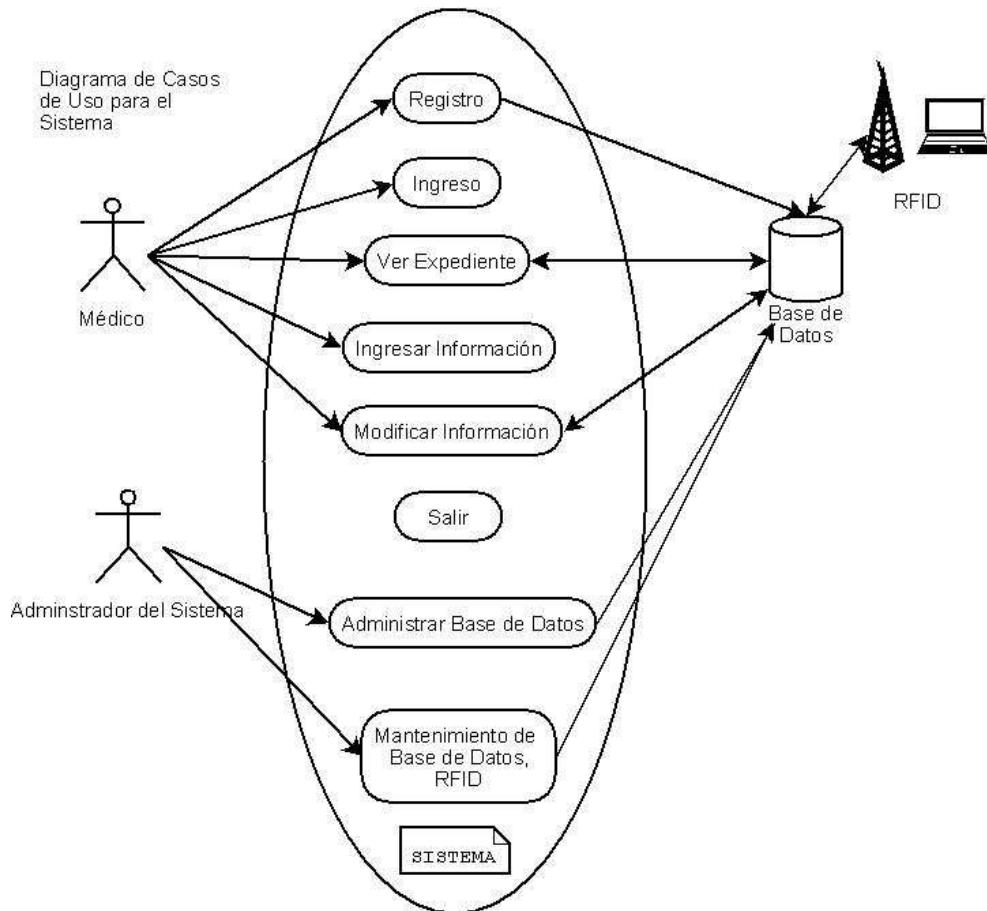 Diagrama de Casos
de Uso para el
Sistema
Registro
Ingreso
RFID
Médico
Ver Expediente
Base de
Datos
Ingresar Información
Modificar Información
Salir
Adminstrador del Sistema
Administrar Base de Datos
Mantenimiento de
Base de Datos,
RFID
SISTEMA